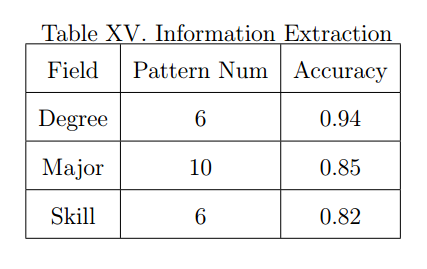 Table XV. Information Extraction
Field Pattern Num Accuracy
Degree 6 0.94
Major 10 0.85
Skill 6 0.82